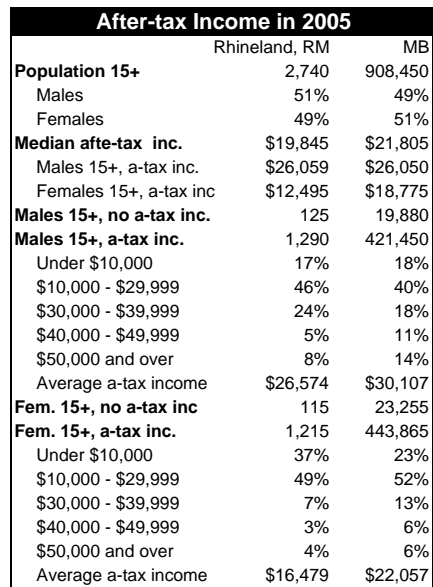 After-tax Income in 2005
Rhineland, RM MB
Population 15+ 2,740 908,450
Males 51% 49%
Females 49% 51%
Median afte-tax inc. $19,845 $21,805
Males 15+, a-tax inc. $26,059 $26,050
Females 15+, a-tax inc $12,495 $18,775
Males 15+, no a-tax inc. 125 19,880
Males 15+, a-tax inc. 1,290 421,450
Under $10,000 17% 18%
$10,000 - $29,999 46% 40%
$30,000 - $39,999 24% 18%
$40,000 - $49,999 5% 11%
$50,000 and over 8% 14%
Average a-tax income $26,574 $30,107
Fem. 15+, no a-tax inc 115 23,255
Fem. 15+, a-tax inc. 1,215 443,865
Under $10,000 37% 23%
$10,000 - $29,999 49% 52%
$30,000 - $39,999 7% 13%
$40,000 - $49,999 3% 6%
$50,000 and over 4% 6%
Average a-tax income $16,479 $22,057